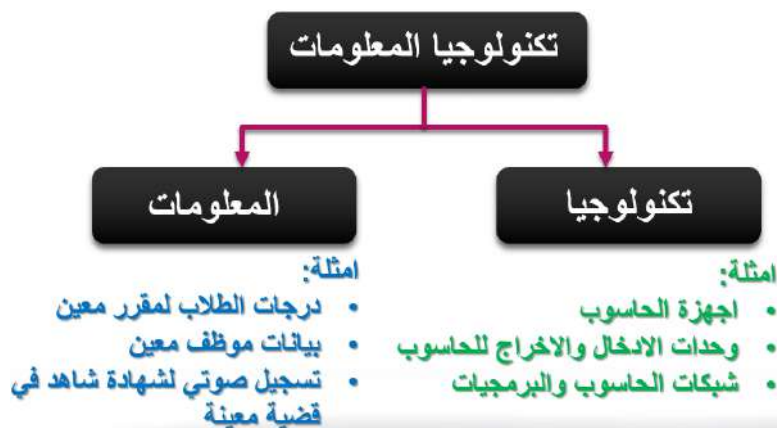 تكنولوجيا المعلومات
تكنولوجيا
امثلة:
• اجهزة الحاسوب
• وحدات الادخال والاخراج للحاسوب
• شبكات الحاسوب والبرمجيات
المعلومات
امثلة:
• درجات الطلاب لمقرر معين
• بيانات موظف معين
• تسجيل صوتي لشهادة شاهد في
قضية معينة